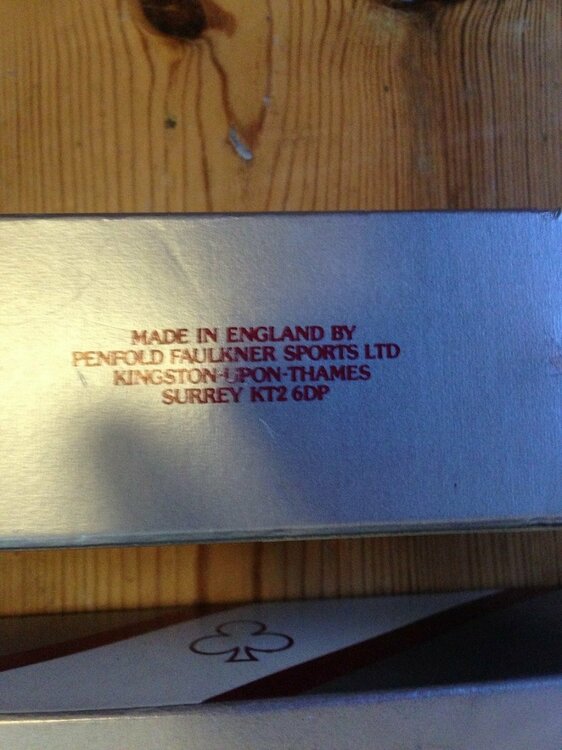 MADE IN ENGLAND BY
PENFOLD FAULKNER SPORTS LTD
KINGSTON-UPON-THAMES
SURREY KT2 6DP